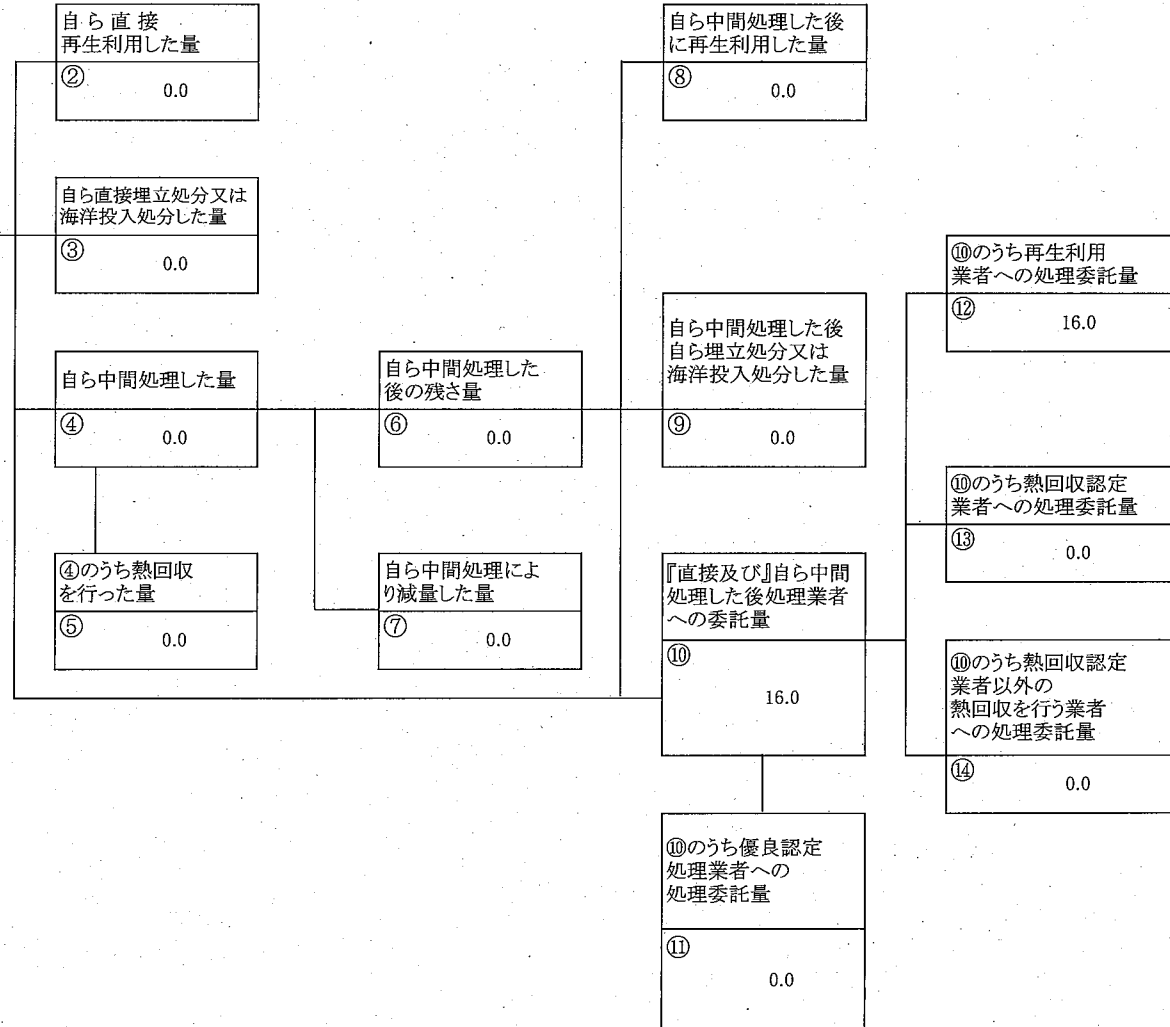 自ら直接
再生利用した量
②
0.0
自ら直接埋立処分又は
海洋投入処分した量
③
0.0
自ら中間処理した量
④
0.0
④のうち熱回収
を行った量
⑤
0.0
自ら中間処理した
後の残さ量
⑥
0.0
自ら中間処理によ
り減量した量
⑦
0.0
自ら中間処理した後
に再生利用した量
⑧
0.0
自ら中間処理した後
自ら埋立処分又は
海洋投入処分した量
⑨
0.0
『直接及び』自ら中間
処理した後処理業者
への委託量
⑩
16.0
⑩のうち優良認定
処理業者への
処理委託量
⑪
0.0
⑩のうち再生利用
業者への処理委託量
⑫
16.0
⑩のうち熱回収認定
業者への処理委託量
⑬
0.0
⑩のうち熱回収認定
業者以外の
熱回収を行う業者
への処理委託量
⑭
0.0